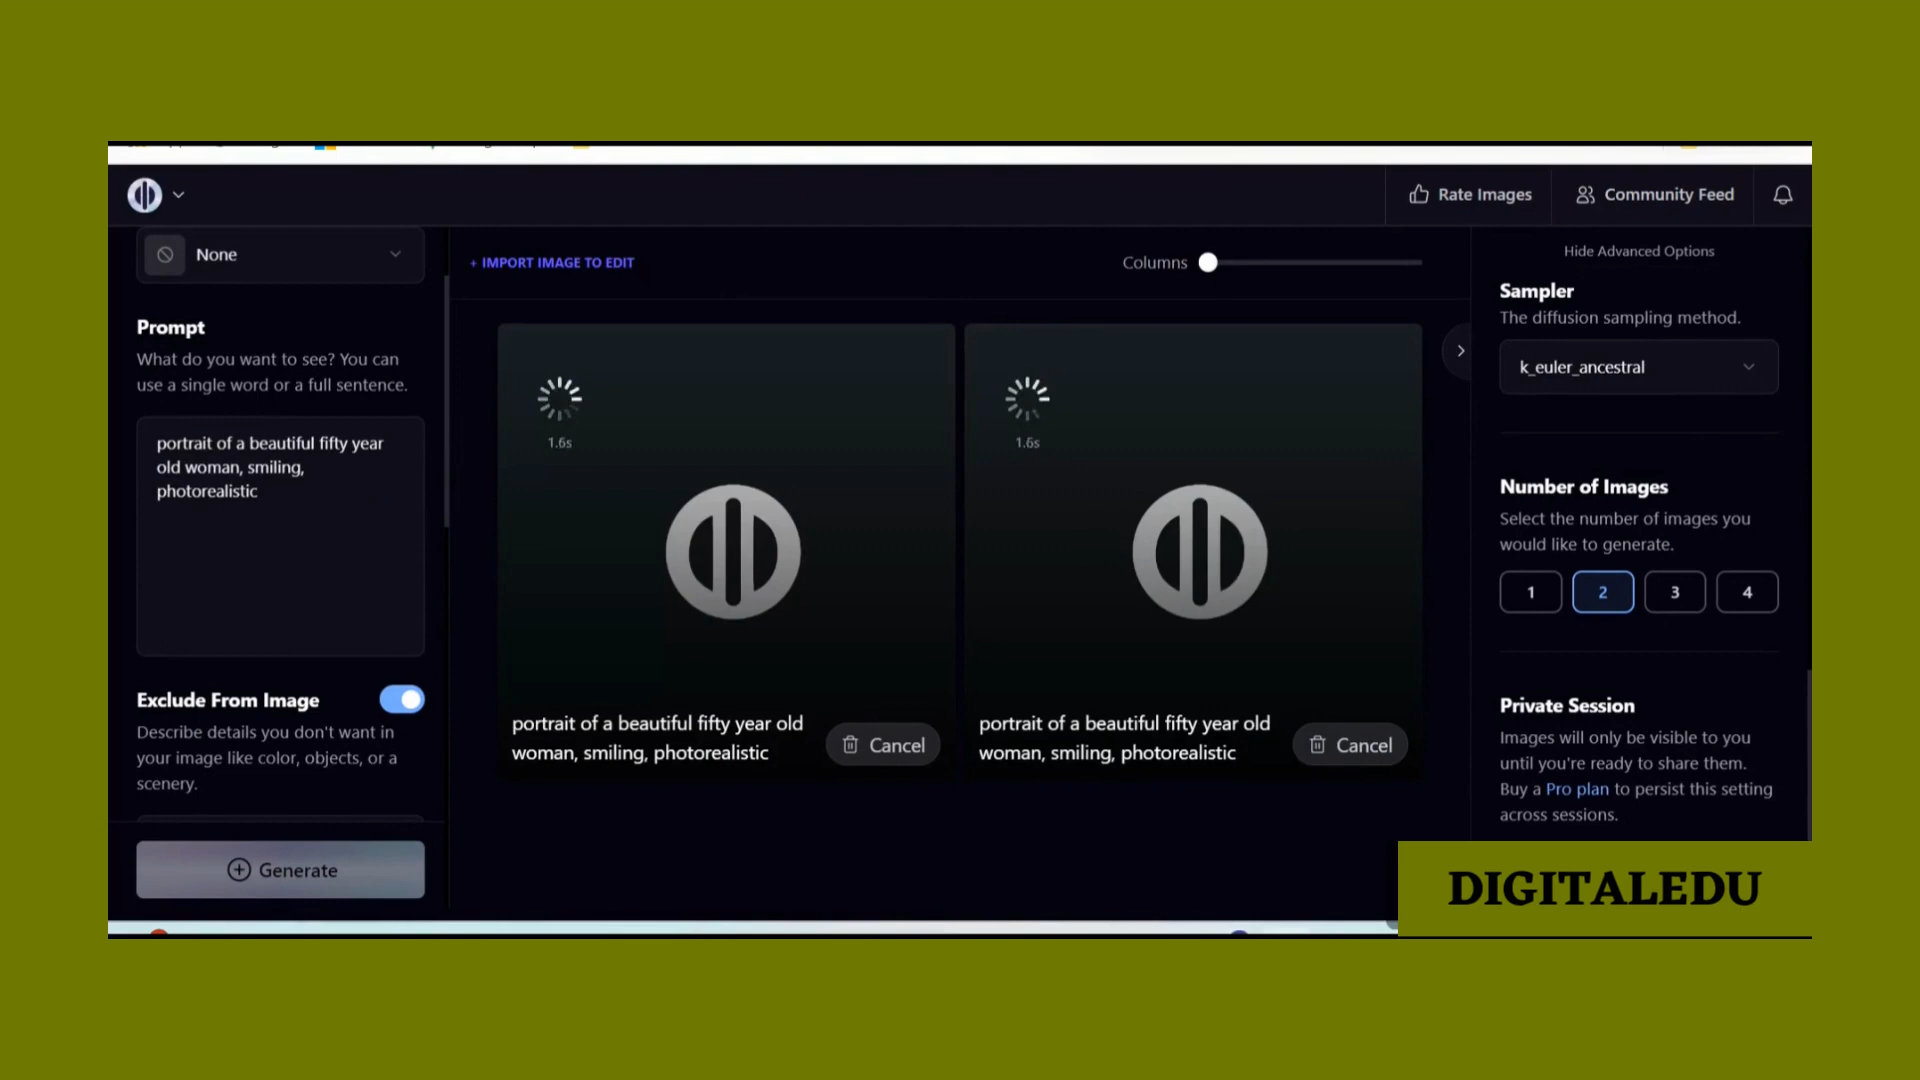 Rate Images
Community Feed
None
+ IMPORT IMAGE TO EDIT
Columns
Hide Advanced Options
Prompt
What do you want to see? You can
use a single word or a full sentence.
portrait of a beautiful fifty year
old woman, smiling,
photorealistic
Exclude From Image
Describe details you don't want in
your image like color, objects, or a
scenery.
Generate
1.6s
portrait of a beautiful fifty year old
woman, smiling, photorealistic
Cancel
1.6s
portrait of a beautiful fifty year old
woman, smiling, photorealistic
Cancel
Sampler
The diffusion sampling method.
k_euler_ancestral
Number of Images
Select the number of images you
would like to generate.
1 2 3 4
Private Session
Images will only be visible to you
until you're ready to share them.
Buy a Pro plan to persist this setting
across sessions.
DIGITALEDU